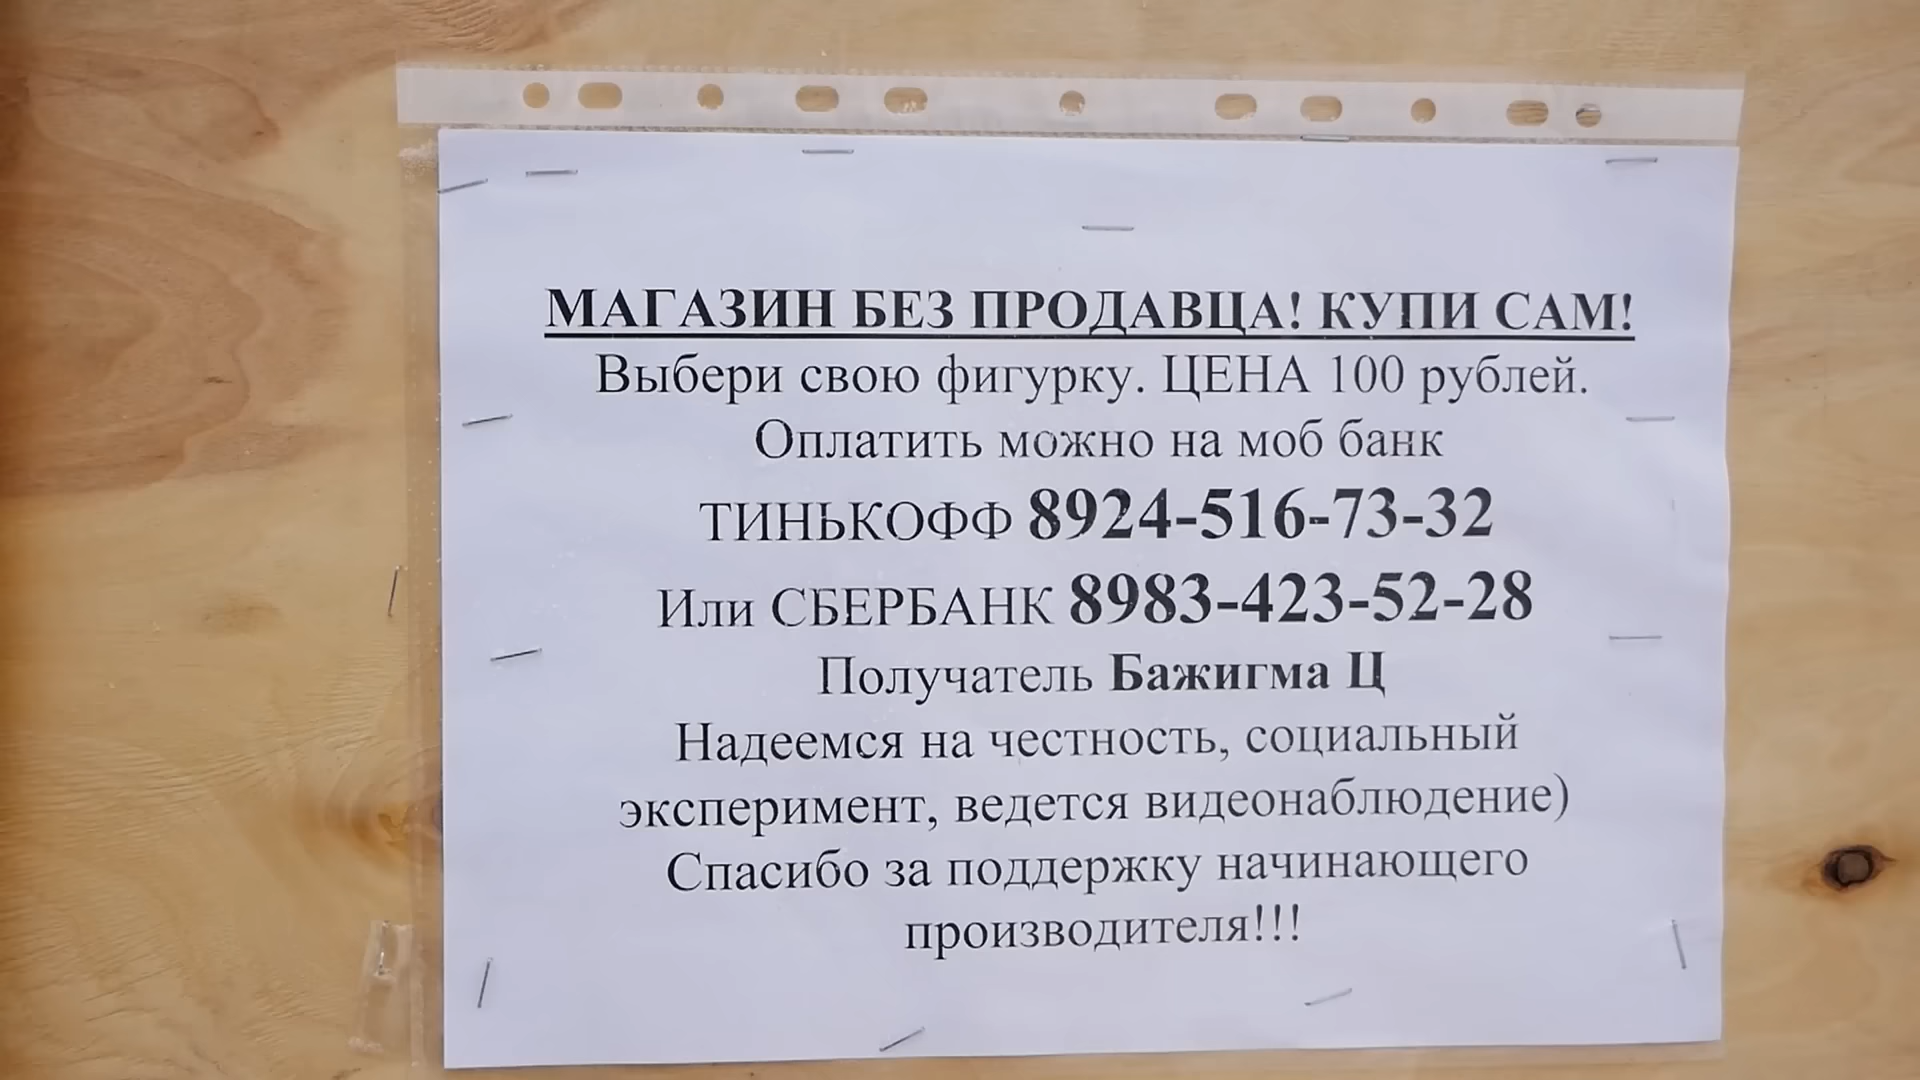 МАГАЗИН БЕЗ ПРОДАВЦА! КУПИ САМ!
Выбери свою фигурку. ЦЕНА 100 рублей.
Оплатить можно на моб банк
ТИНЬКОФФ 8924-516-73-32
Или СБЕРБАНК 8983-423-52-28
Получатель Бажигма Ц
Надеемся на честность, социальный
эксперимент, ведется видеонаблюдение)
Спасибо за поддержку начинающего
производителя!!!